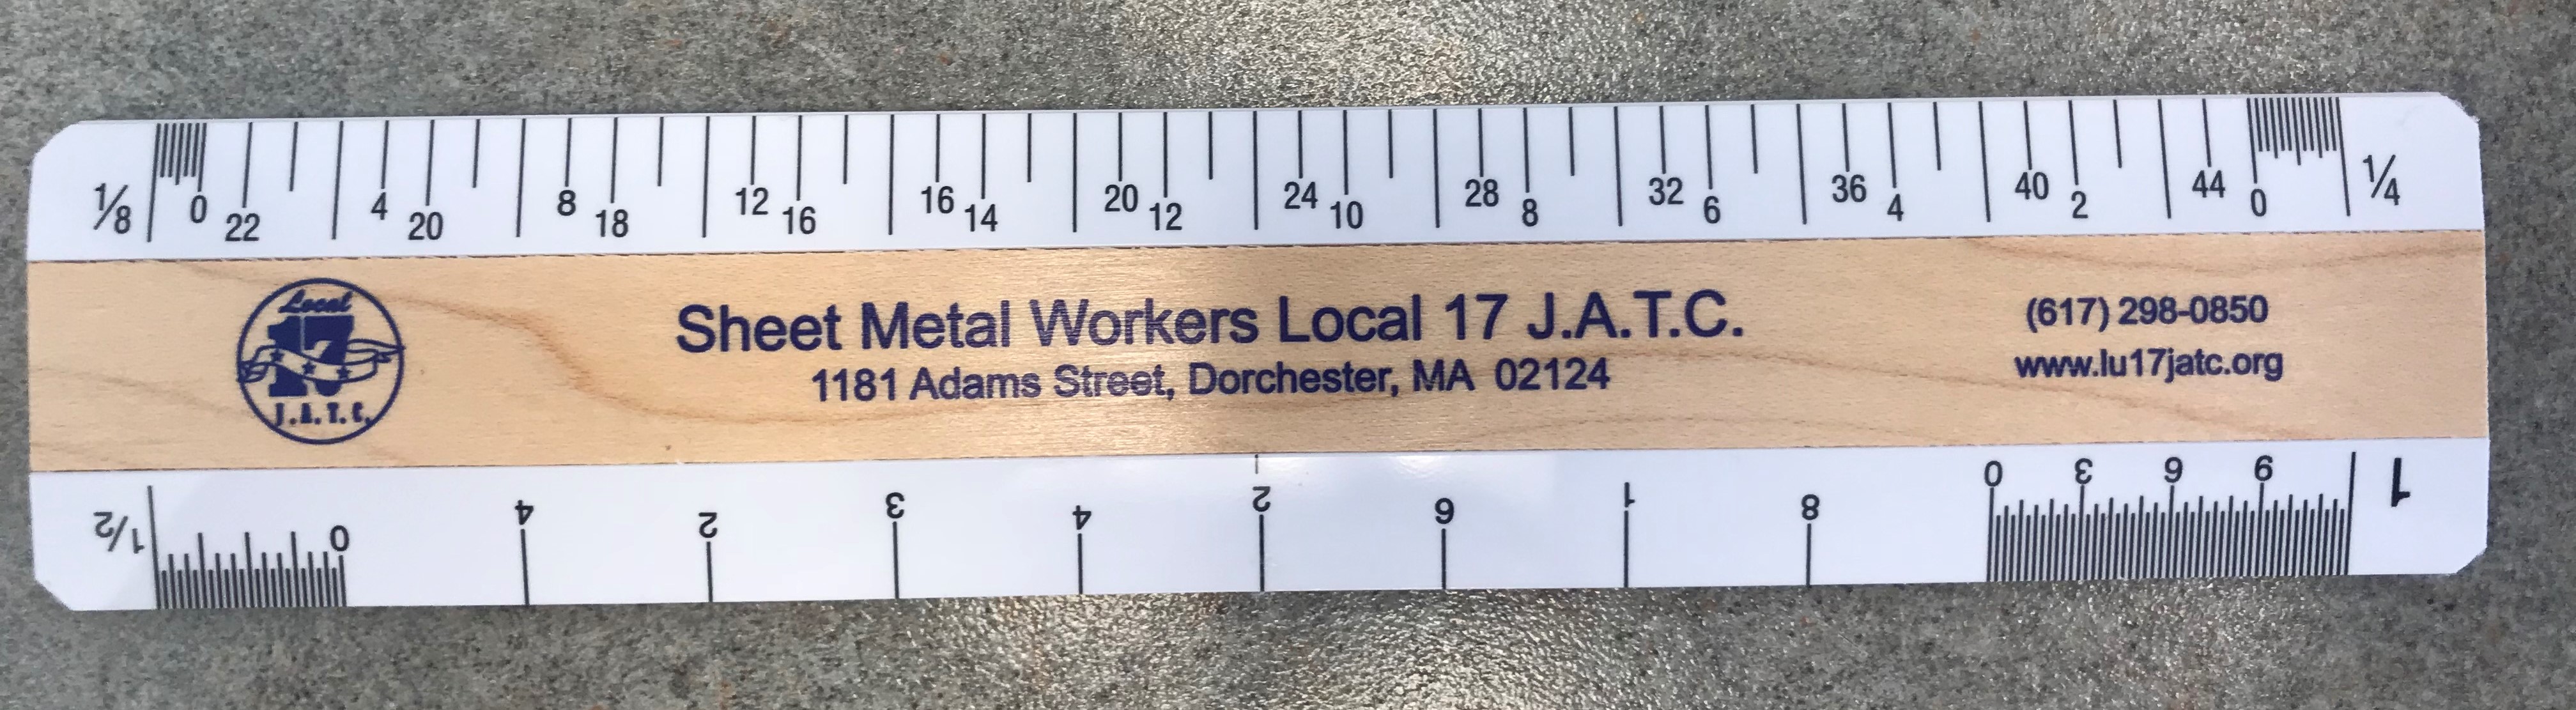 1/8 0 22 4 20 8 18 12 16 16 14 20 12 24 10 28 8 32 6 36 4 40 2 44 0 1/4
Local
17
J.A.T.C.
Sheet Metal Workers Local 17 J.A.T.C.
1181 Adams Street, Dorchester, MA 02124
(617) 298-0850
www.lu17jatc.org
1 9 6 3 0 8 1 6 2 4 3 2 4 0 1/2